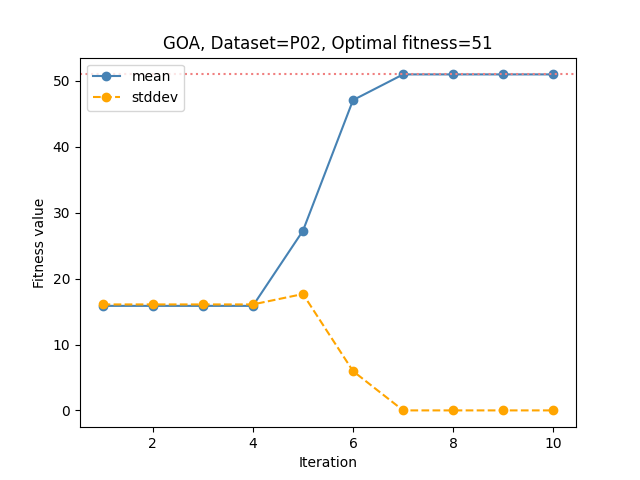 GOA, Dataset=P02, Optimal fitness=51
mean
stddev
50
40
30
20
10
0
Fitness value
2 4 6 8 10
Iteration